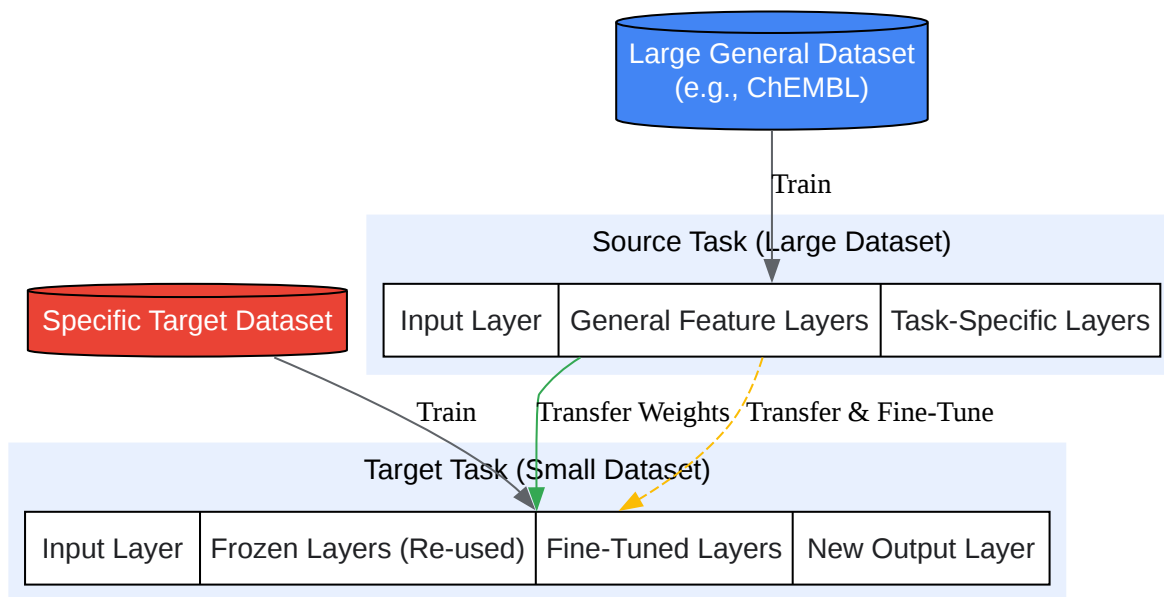 Large General Dataset
(e.g., ChEMBL)
Train
Source Task (Large Dataset)
Input Layer
General Feature Layers
Task-Specific Layers
Specific Target Dataset
Train
Transfer Weights
Transfer & Fine-Tune
Target Task (Small Dataset)
Input Layer
Frozen Layers (Re-used)
Fine-Tuned Layers
New Output Layer